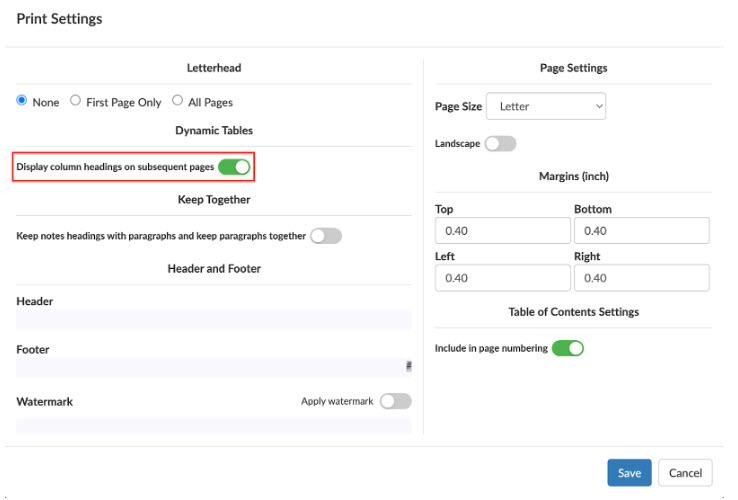 Print Settings
Letterhead
None First Page Only All Pages
Dynamic Tables
Display column headings on subsequent pages
Keep Together
Keep notes headings with paragraphs and keep paragraphs together
Header and Footer
Header
Footer
#
Watermark Apply watermark
Page Settings
Page Size Letter
Landscape
Margins (inch)
Top Bottom
0.40 0.40
Left Right
0.40 0.40
Table of Contents Settings
Include in page numbering
Save Cancel